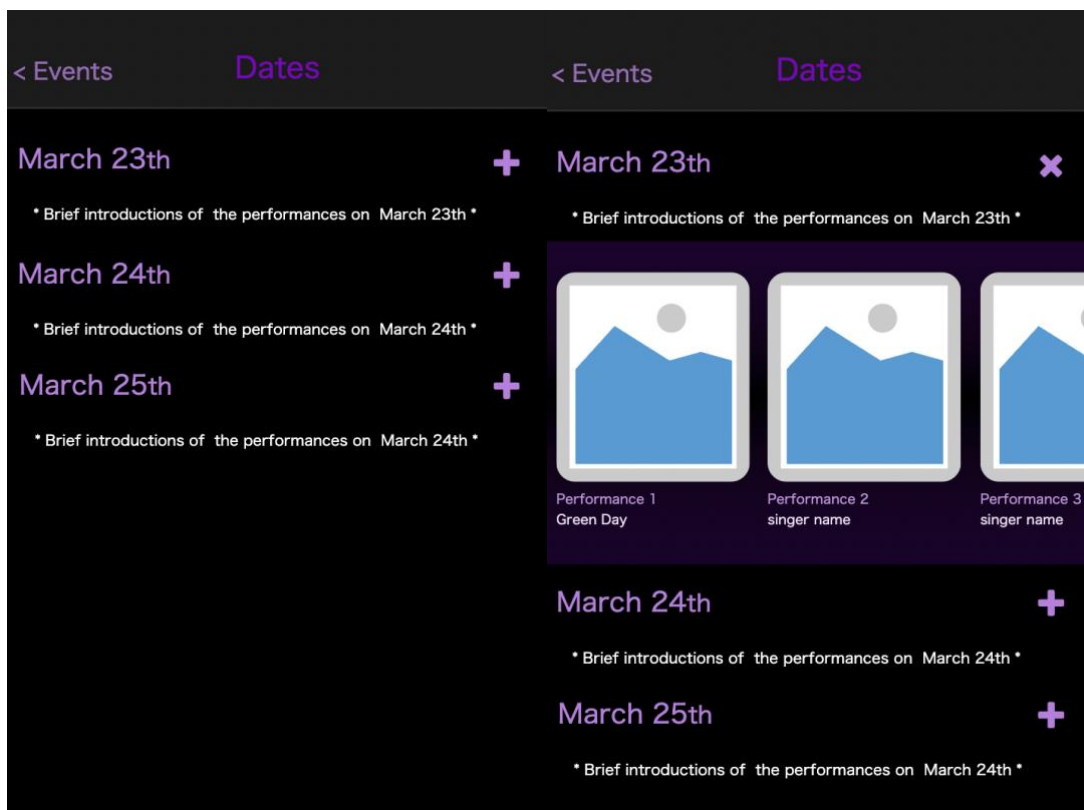 < Events
Dates
March 23th
* Brief introductions of  the performances on  March 23th *
March 24th
* Brief introductions of  the performances on  March 24th *
March 25th
* Brief introductions of  the performances on  March 24th *
< Events
Dates
March 23th
* Brief introductions of  the performances on  March 23th *
Performance 1
Green Day
Performance 2
singer name
Performance 3
singer name
March 24th
* Brief introductions of  the performances on  March 24th *
March 25th
* Brief introductions of  the performances on  March 24th *